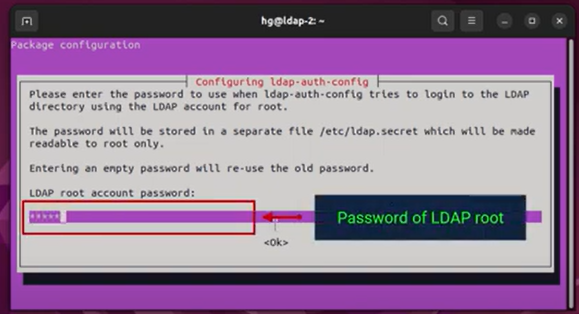 hg@ldap-2: ~
Package configuration
Configuring ldap-auth-config
Please enter the password to use when ldap-auth-config tries to login to the LDAP
directory using the LDAP account for root.
The password will be stored in a separate file /etc/ldap.secret which will be made
readable to root only.
Entering an empty password will re-use the old password.
LDAP root account password:
*****
Password of LDAP root
<Ok>